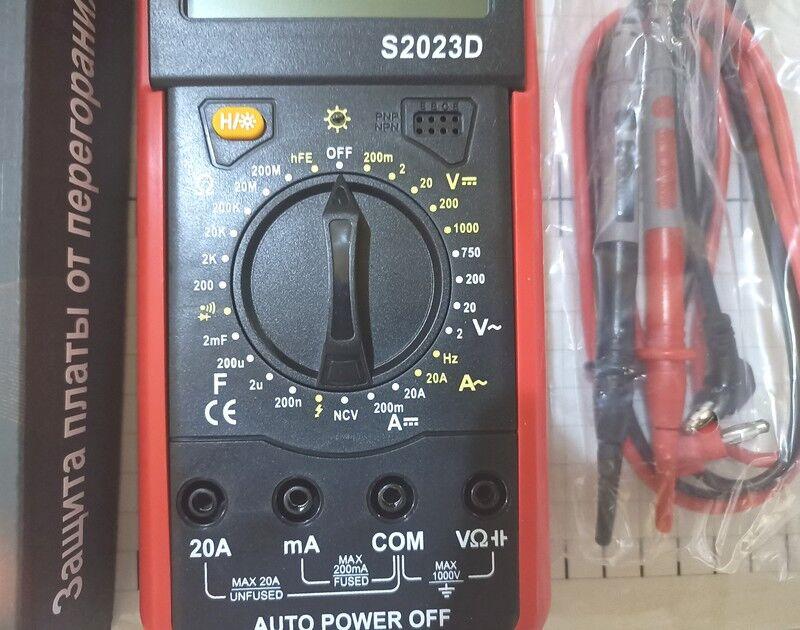 S2023D
H/
PNP
NPN
E B C E
OFF
200m
2
20
V
200
1000
750
200
20
2
V~
Hz
20A
A~
20A
200m
A
NCV
200n
2u
200u
F
2mF
200
2K
20K
200K
20M
200M
Ω
hFE
CE
20A
mA
COM
VΩ
MAX 20A
UNFUSED
MAX
200mA
FUSED
MAX
1000V
AUTO POWER OFF
Защита платы от перегорани